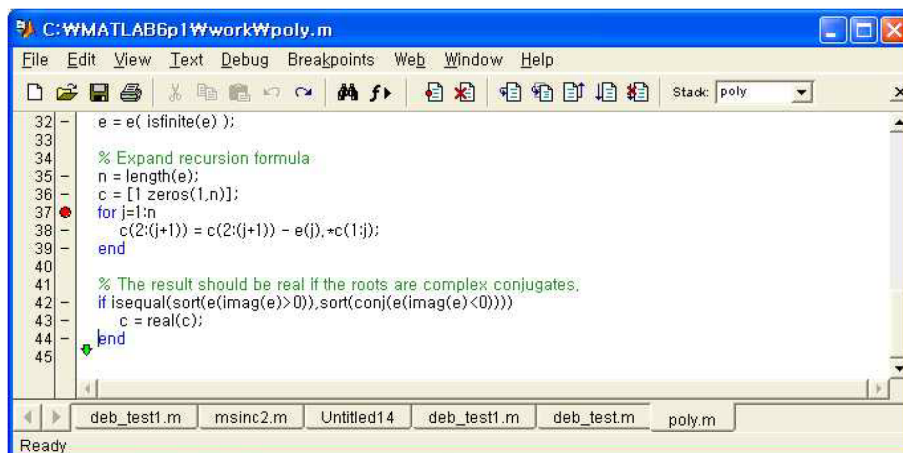 C:₩MATLAB6p1₩work₩poly.m
File Edit View Text Debug Breakpoints Web Window Help
Stack: poly
32 - e = e( isfinite(e) );
33
34 % Expand recursion formula
35 - n = length(e);
36 - c = [1 zeros(1,n)];
37 for j=1:n
38 - c(2:(j+1)) = c(2:(j+1)) - e(j).*c(1:j);
39 - end
40
41 % The result should be real if the roots are complex conjugates.
42 - if isequal(sort(e(imag(e)>0)),sort(conj(e(imag(e)<0))))
43 - c = real(c);
44 - end
45
deb_test1.m msinc2.m Untitled14 deb_test1.m deb_test.m poly.m
Ready